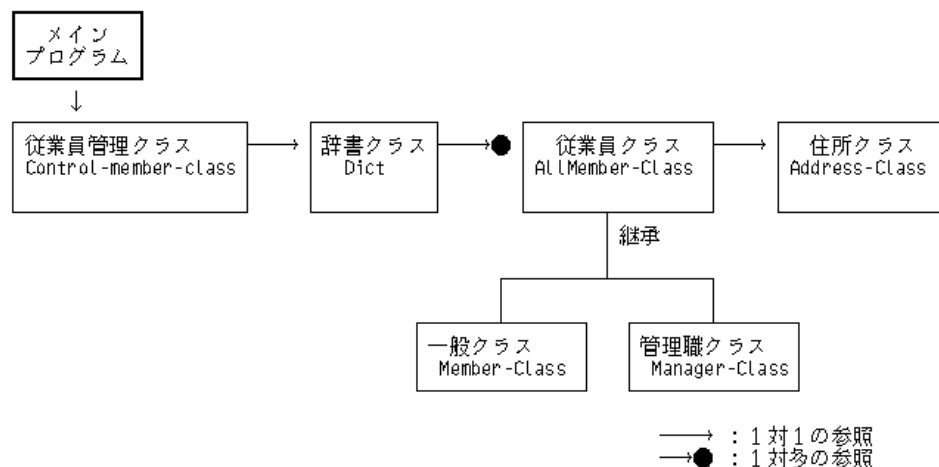 メイン
プログラム
↓
従業員管理クラス
Control-member-class
辞書クラス
Dict
従業員クラス
AllMember-Class
住所クラス
Address-Class
継承
一般クラス
Member-Class
管理職クラス
Manager-Class
：１対１の参照
：１対多の参照